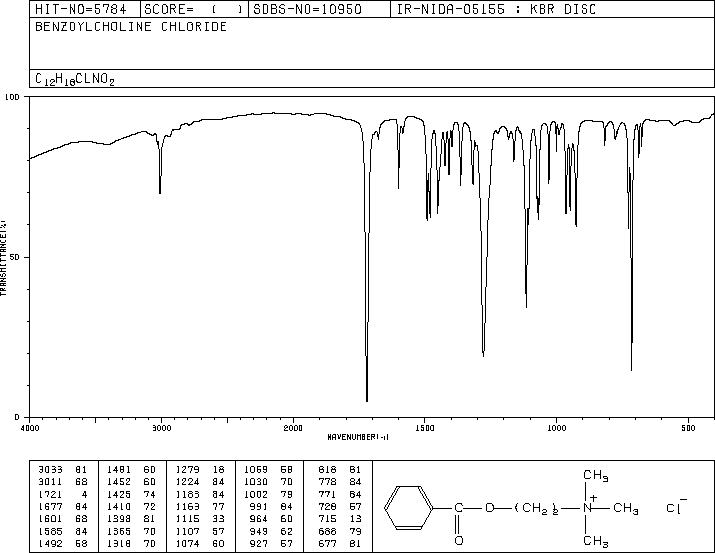 HIT-NO=5784 SCORE= ( ) SDBS-NO=10950 IR-NIDA-05155 : KBR DISC
BENZOYLCHOLINE CHLORIDE
C12H18CLNO2
100
50
0
TRANSMITTANCE(%)
4000 3000 2000 1500 1000 500
WAVENUMBER(-1)
3033 81 1481 60 1279 18 1069 58 818 81
3011 68 1452 60 1224 84 1030 70 778 84
1721 4 1425 74 1183 84 1002 79 771 84
1677 84 1410 72 1163 77 991 84 728 57
1601 68 1398 81 1115 33 964 60 715 13
1585 84 1365 70 1107 57 949 62 688 79
1492 58 1318 70 1074 60 927 57 677 81
CH3
C O (CH2)2 N+ CH3 Cl−
O CH3